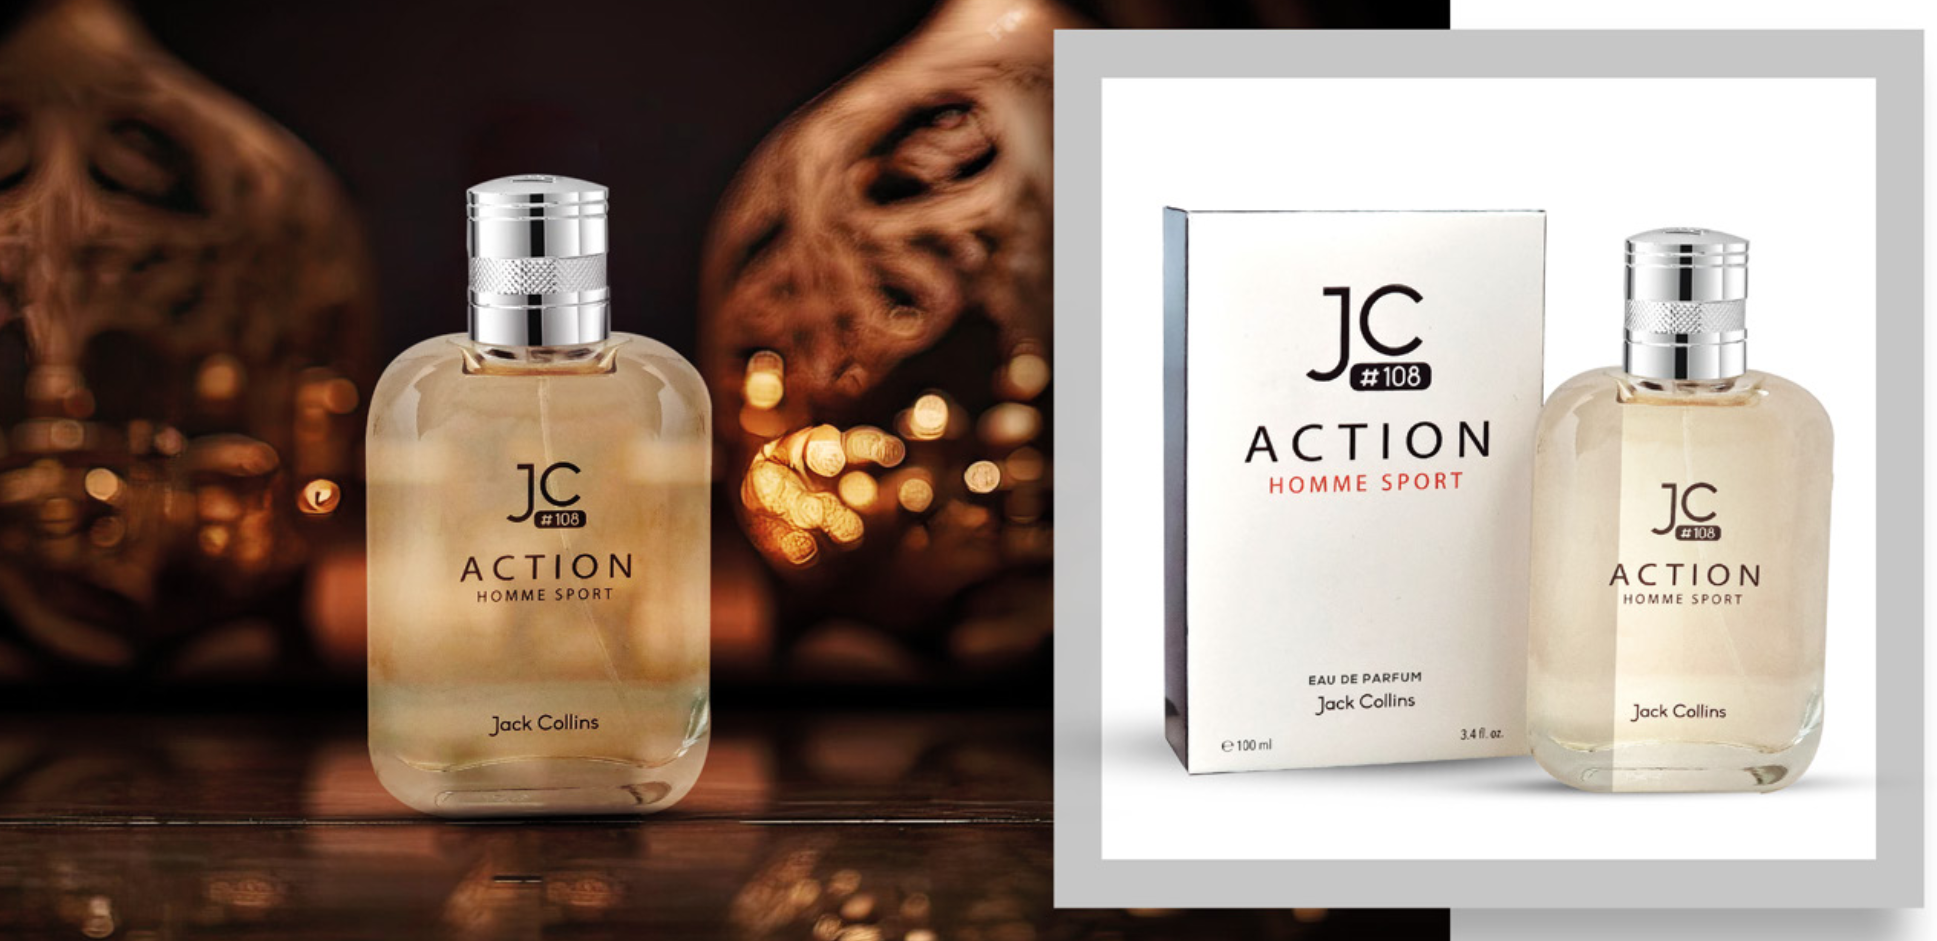 JC
#108
ACTION
HOMME SPORT
Jack Collins
JC
#108
ACTION
HOMME SPORT
EAU DE PARFUM
Jack Collins
℮ 100 ml
3.4 fl. oz.
JC
#108
ACTION
HOMME SPORT
Jack Collins